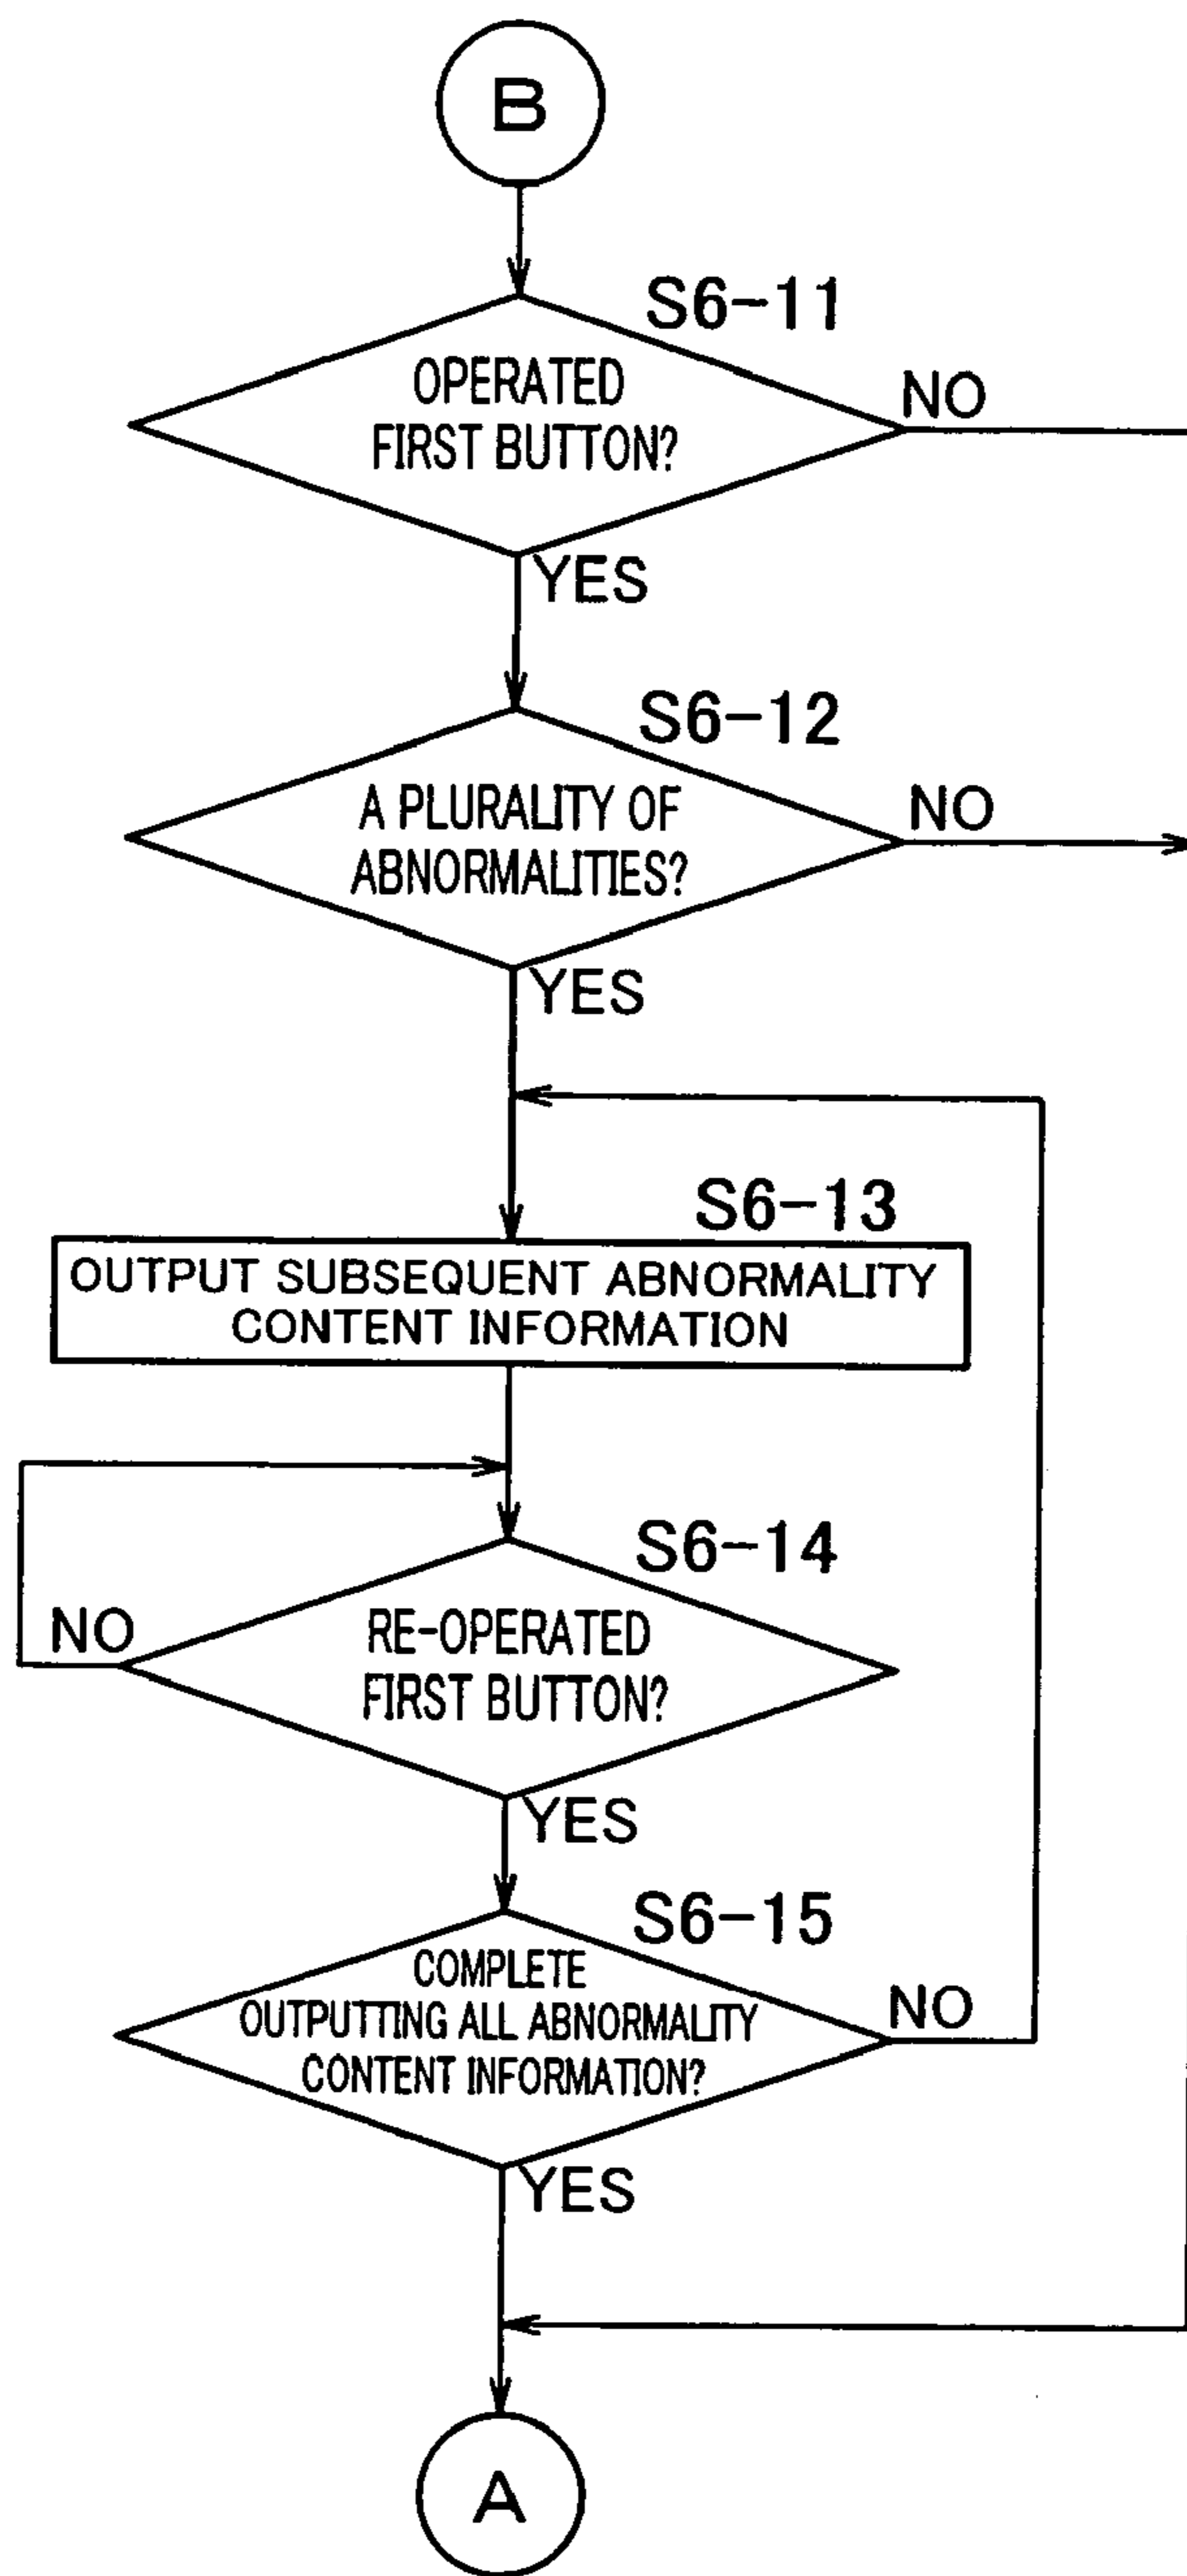 B
S6-11
OPERATED
FIRST BUTTON?
NO
YES
S6-12
A PLURALITY OF
ABNORMALITIES?
NO
YES
S6-13
OUTPUT SUBSEQUENT ABNORMALITY
CONTENT INFORMATION
S6-14
RE-OPERATED
FIRST BUTTON?
NO
YES
S6-15
COMPLETE
OUTPUTTING ALL ABNORMALITY
CONTENT INFORMATION?
NO
YES
A